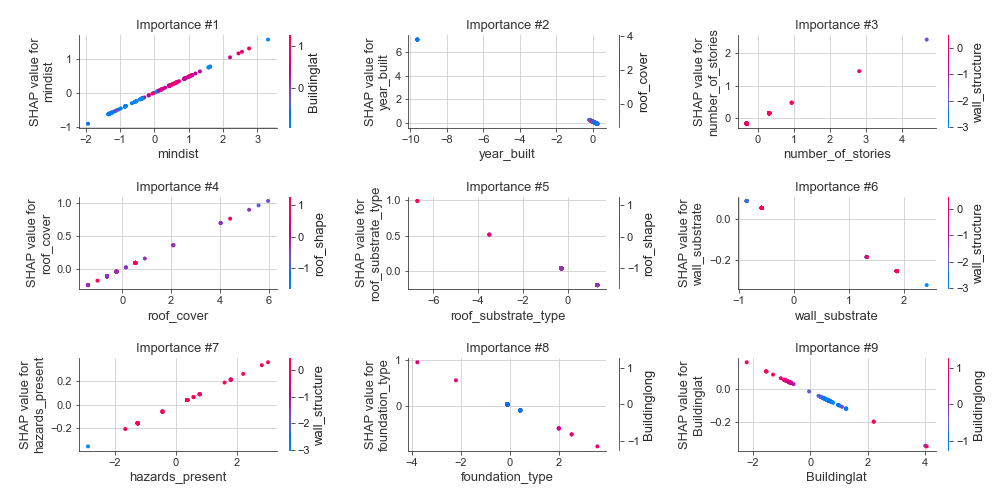 Importance #1
Importance #2
Importance #3
SHAP value for
mindist
1
0
−1
−2
−1
0
1
2
3
mindist
1
0
Buildinglat
SHAP value for
year_built
6
4
2
0
−10
−8
−6
−4
−2
0
year_built
4
2
0
roof_cover
SHAP value for
number_of_stories
2
1
0
0
1
2
3
4
number_of_stories
0
−1
−2
−3
wall_structure
Importance #4
Importance #5
Importance #6
SHAP value for
roof_cover
1.0
0.5
0.0
0
2
4
6
roof_cover
1
0
−1
roof_shape
SHAP value for
roof_substrate_type
1.0
0.5
0.0
−6
−4
−2
0
roof_substrate_type
1
0
−1
roof_shape
SHAP value for
wall_substrate
0.0
−0.2
−1
0
1
2
wall_substrate
0
−1
−2
−3
wall_structure
Importance #7
Importance #8
Importance #9
SHAP value for
hazards_present
0.2
0.0
−0.2
−2
0
2
hazards_present
0
−1
−2
−3
wall_structure
SHAP value for
foundation_type
1
0
−4
−2
0
2
foundation_type
1
0
−1
Buildinglong
SHAP value for
Buildinglat
0.0
−0.2
−2
0
2
4
Buildinglat
1
0
−1
Buildinglong